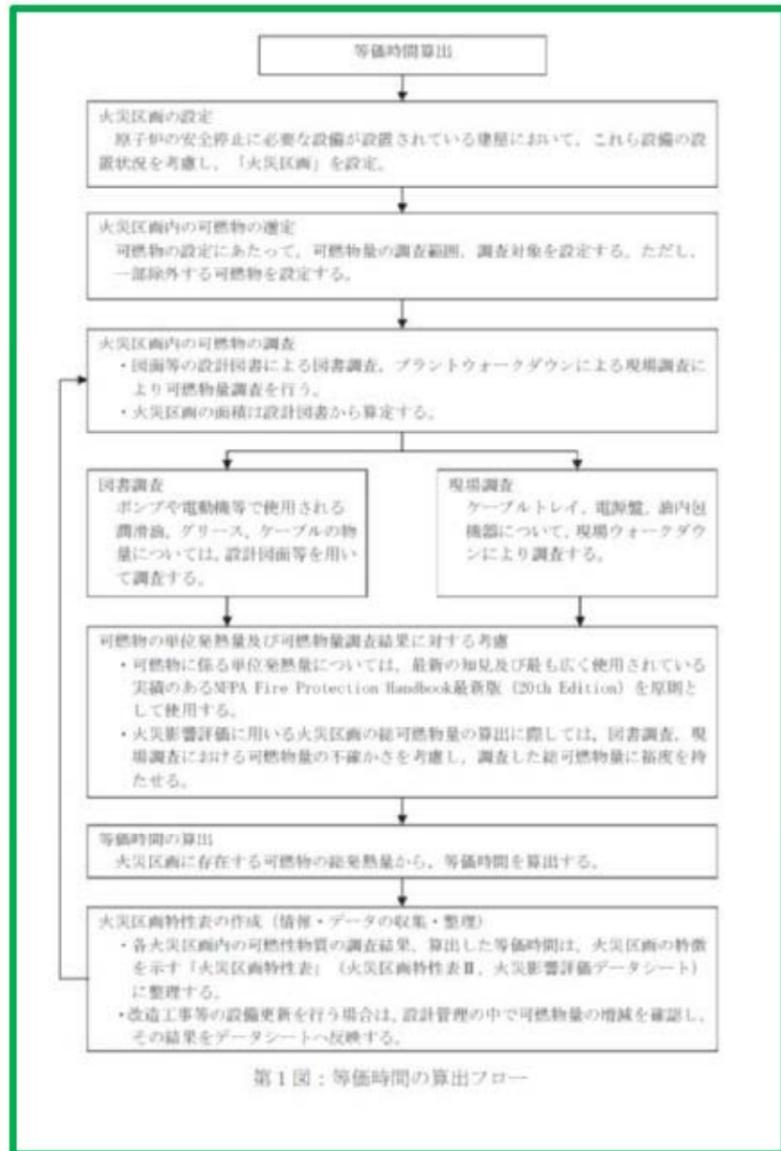 等価時間算出
火災区画の設定
原子炉の安全停止に必要な設備が設置されている建屋において，これら設備の設
置状況を考慮し，「火災区画」を設定。
火災区画内の可燃物の選定
可燃物の設定にあたって，可燃物量の調査範囲，調査対象を設定する。ただし，
一部除外する可燃物を設定する。
火災区画内の可燃物の調査
・図面等の設計図書による図書調査，プラントウォークダウンによる現場調査に
より可燃物量調査を行う。
・火災区画の面積は設計図書から算定する。
図書調査
ポンプや電動機等で使用される
潤滑油，グリース，ケーブルの物
量については，設計図面等を用い
て調査する。
現場調査
ケーブルトレイ，電源盤，油内包
機器について，現場ウォークダウ
ンにより調査する。
可燃物の単位発熱量及び可燃物量調査結果に対する考慮
・可燃物に係る単位発熱量については，最新の知見及び最も広く使用されている
実績のあるNFPA Fire Protection Handbook最新版（20th Edition）を原則と
して使用する。
・火災影響評価に用いる火災区画の総可燃物量の算出に際しては，図書調査，現
場調査における可燃物量の不確かさを考慮し，調査した総可燃物量に裕度を持
たせる。
等価時間の算出
火災区画に存在する可燃物の総発熱量から，等価時間を算出する。
火災区画特性表の作成（情報・データの収集・整理）
・各火災区画内の可燃性物質の調査結果，算出した等価時間は，火災区画の特徴
を示す「火災区画特性表」（火災区画特性表Ⅱ，火災影響評価データシート）
に整理する。
・改造工事等の設備更新を行う場合は，設計管理の中で可燃物量の増減を確認し，
その結果をデータシートへ反映する。
第１図：等価時間の算出フロー